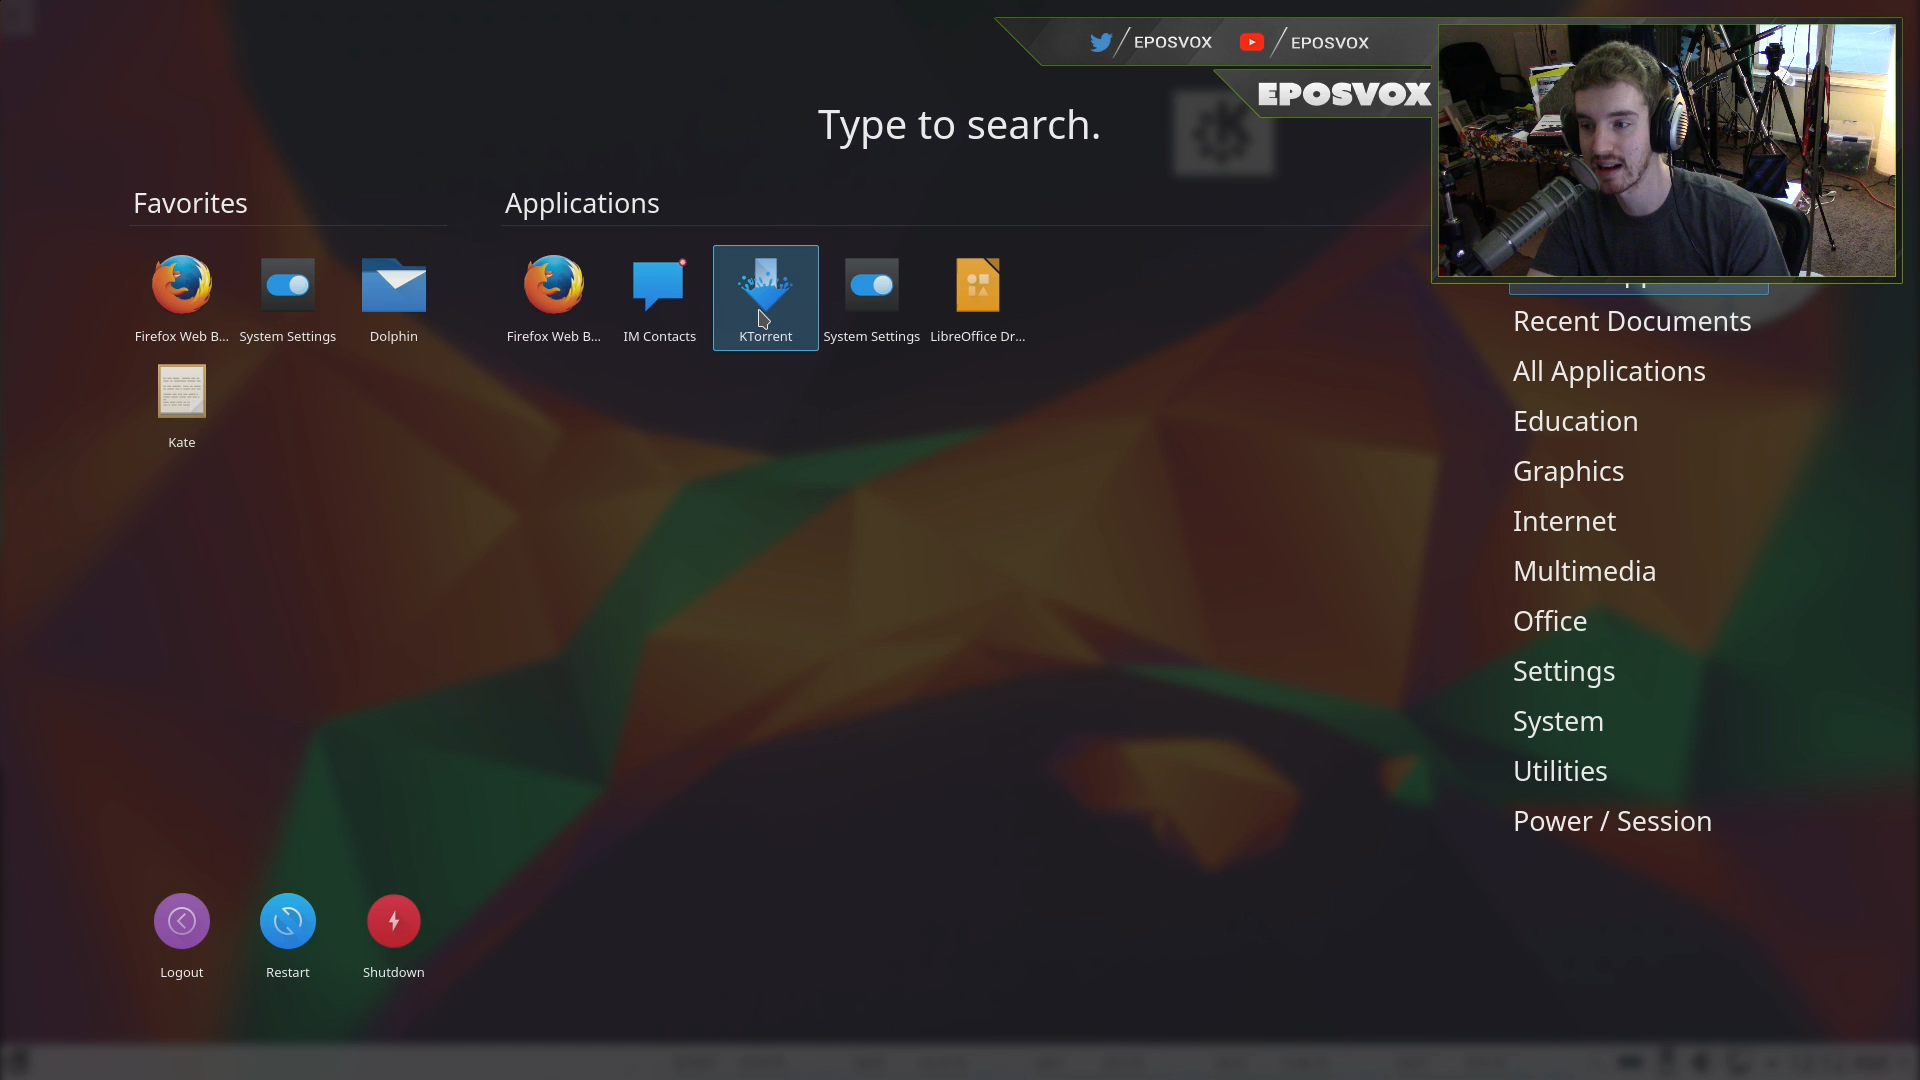 EPOSVOX
EPOSVOX
EPOSVOX
Type to search.
Favorites
Applications
Firefox Web B...
System Settings
Dolphin
Firefox Web B...
IM Contacts
KTorrent
System Settings
LibreOffice Dr...
Kate
Recent Documents
All Applications
Education
Graphics
Internet
Multimedia
Office
Settings
System
Utilities
Power / Session
Logout
Restart
Shutdown